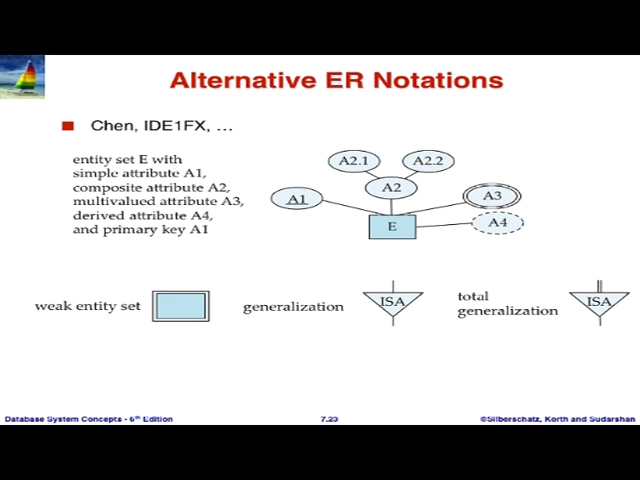 Alternative ER Notations
Chen, IDE1FX, …
entity set E with
simple attribute A1,
composite attribute A2,
multivalued attribute A3,
derived attribute A4,
and primary key A1
A2.1
A2.2
A2
A1
A3
A4
E
weak entity set
generalization
ISA
total
generalization
ISA
Database System Concepts - 6th Edition
7.23
©Silberschatz, Korth and Sudarshan